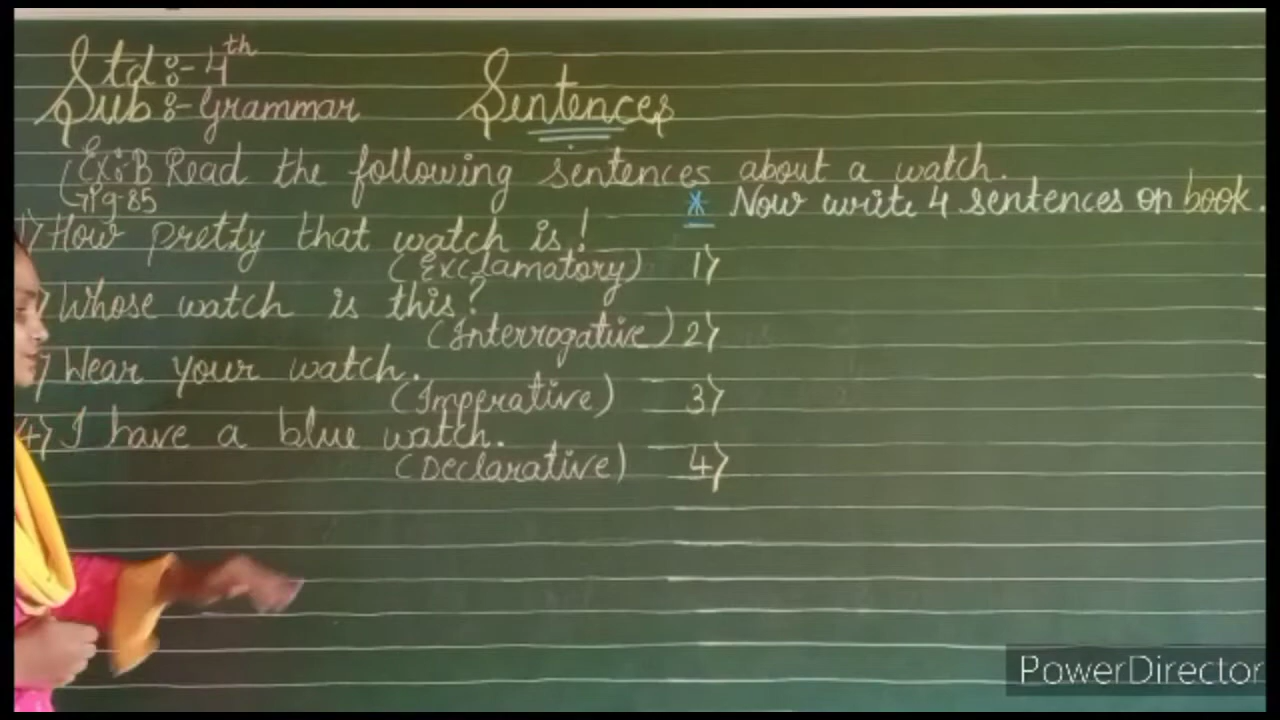 Std :- 4th
Sub :- Grammar
Sentences
(Ex:B Read the following sentences about a watch.
Pg-85
* Now write 4 sentences on book.
1) How pretty that watch is!
(Exclamatory)
1)
) Whose watch is this?
(Interrogative)
2)
) Wear your watch.
(Imperative)
3)
4) I have a blue watch.
(Declarative)
4)
PowerDirector